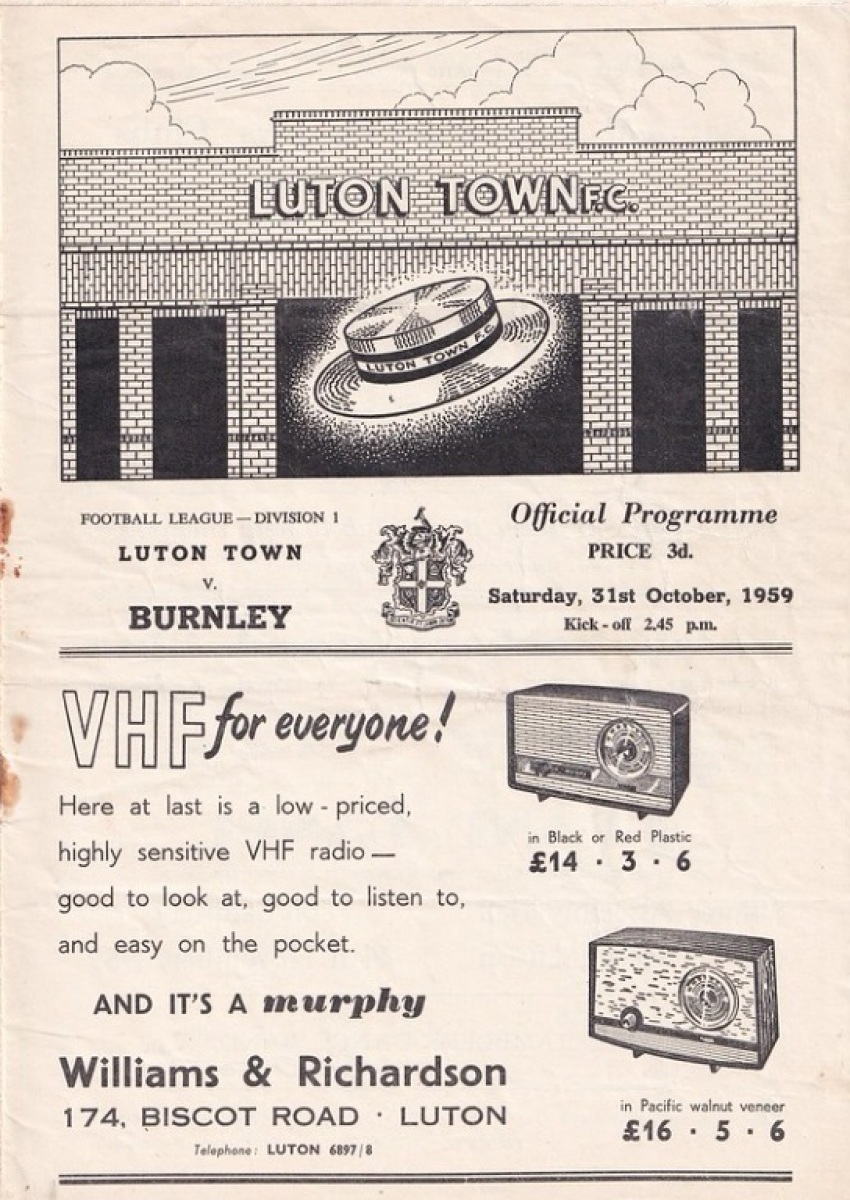 LUTON TOWN F.C.
LUTON TOWN F.C.
FOOTBALL LEAGUE — DIVISION 1
LUTON TOWN
v.
BURNLEY
Official Programme
PRICE 3d.
Saturday, 31st October, 1959
Kick-off 2.45 p.m.
VHF for everyone!
Here at last is a low-priced,
highly sensitive VHF radio —
good to look at, good to listen to,
and easy on the pocket.
AND IT'S A murphy
Williams & Richardson
174, BISCOT ROAD · LUTON
Telephone: LUTON 6897/8
in Black or Red Plastic
£14 · 3 · 6
in Pacific walnut veneer
£16 · 5 · 6